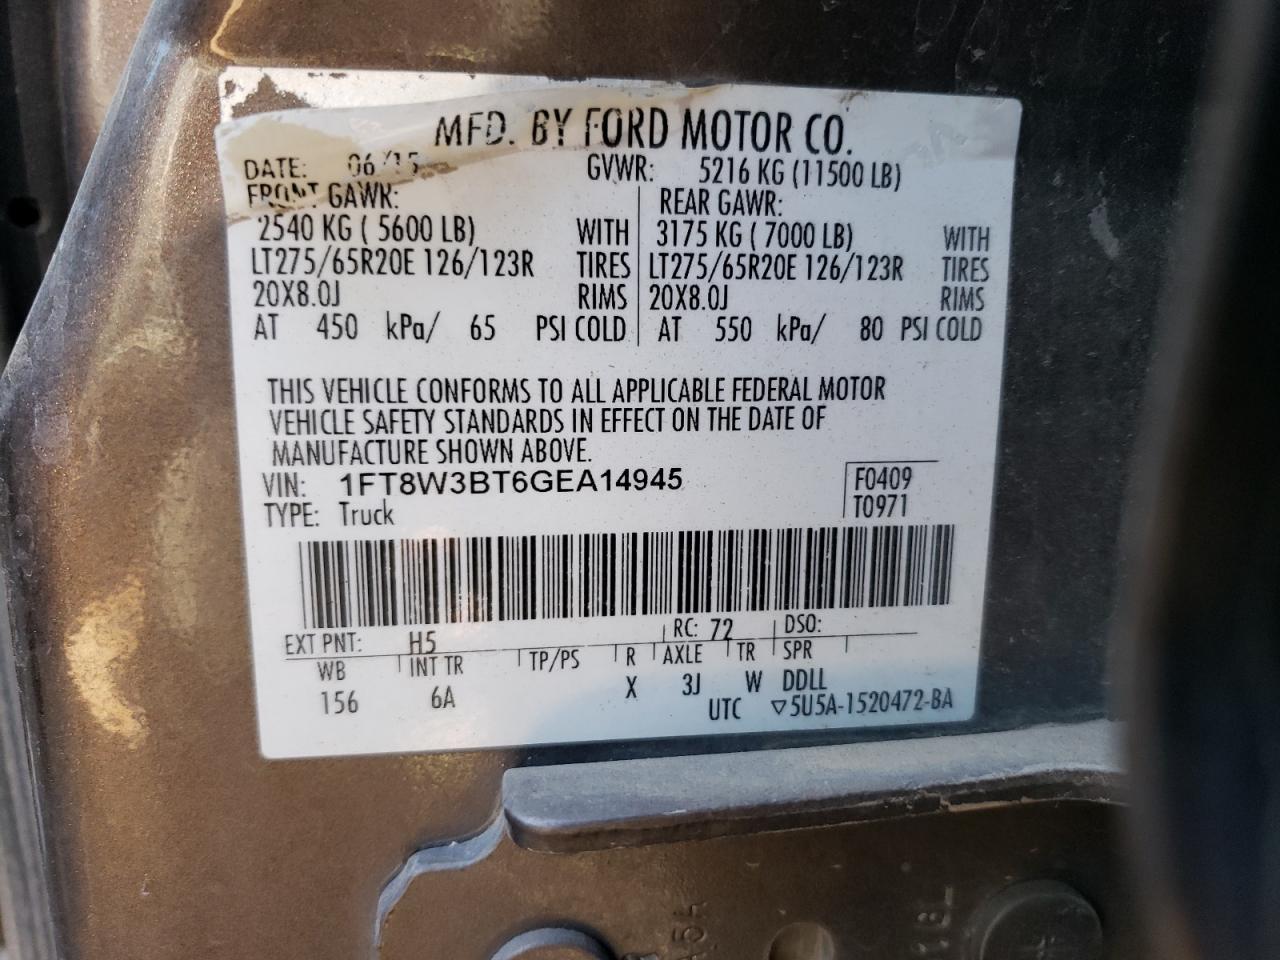 MFD. BY FORD MOTOR CO.
DATE: 06/15 GVWR: 5216 KG (11500 LB)
FRONT GAWR: REAR GAWR:
2540 KG ( 5600 LB) WITH 3175 KG ( 7000 LB) WITH
LT275/65R20E 126/123R TIRES LT275/65R20E 126/123R TIRES
20X8.0J RIMS 20X8.0J RIMS
AT 450 kPa/ 65 PSI COLD AT 550 kPa/ 80 PSI COLD
THIS VEHICLE CONFORMS TO ALL APPLICABLE FEDERAL MOTOR
VEHICLE SAFETY STANDARDS IN EFFECT ON THE DATE OF
MANUFACTURE SHOWN ABOVE.
VIN: 1FT8W3BT6GEA14945 F0409
TYPE: Truck T0971
EXT PNT: H5 RC: 72 DSO:
WB INT TR TP/PS R AXLE TR SPR
156 6A X 3J W DDLL
UTC ▽5U5A-1520472-BA